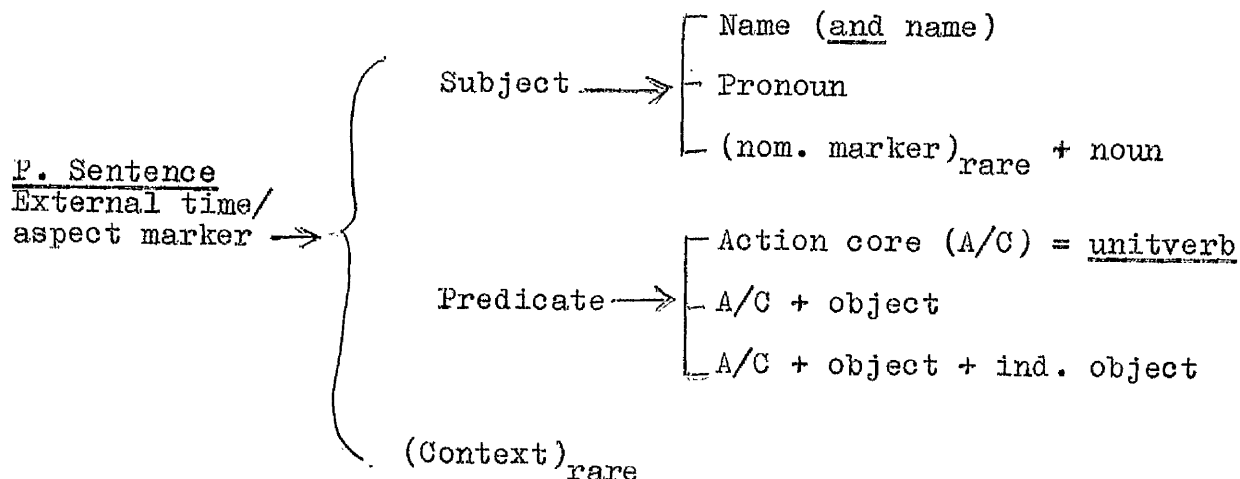 Name (and name)
Subject → Pronoun
(nom. marker)rare + noun
P. Sentence
External time/
aspect marker →
Action core (A/C) = unitverb
Predicate → A/C + object
A/C + object + ind. object
(Context)rare